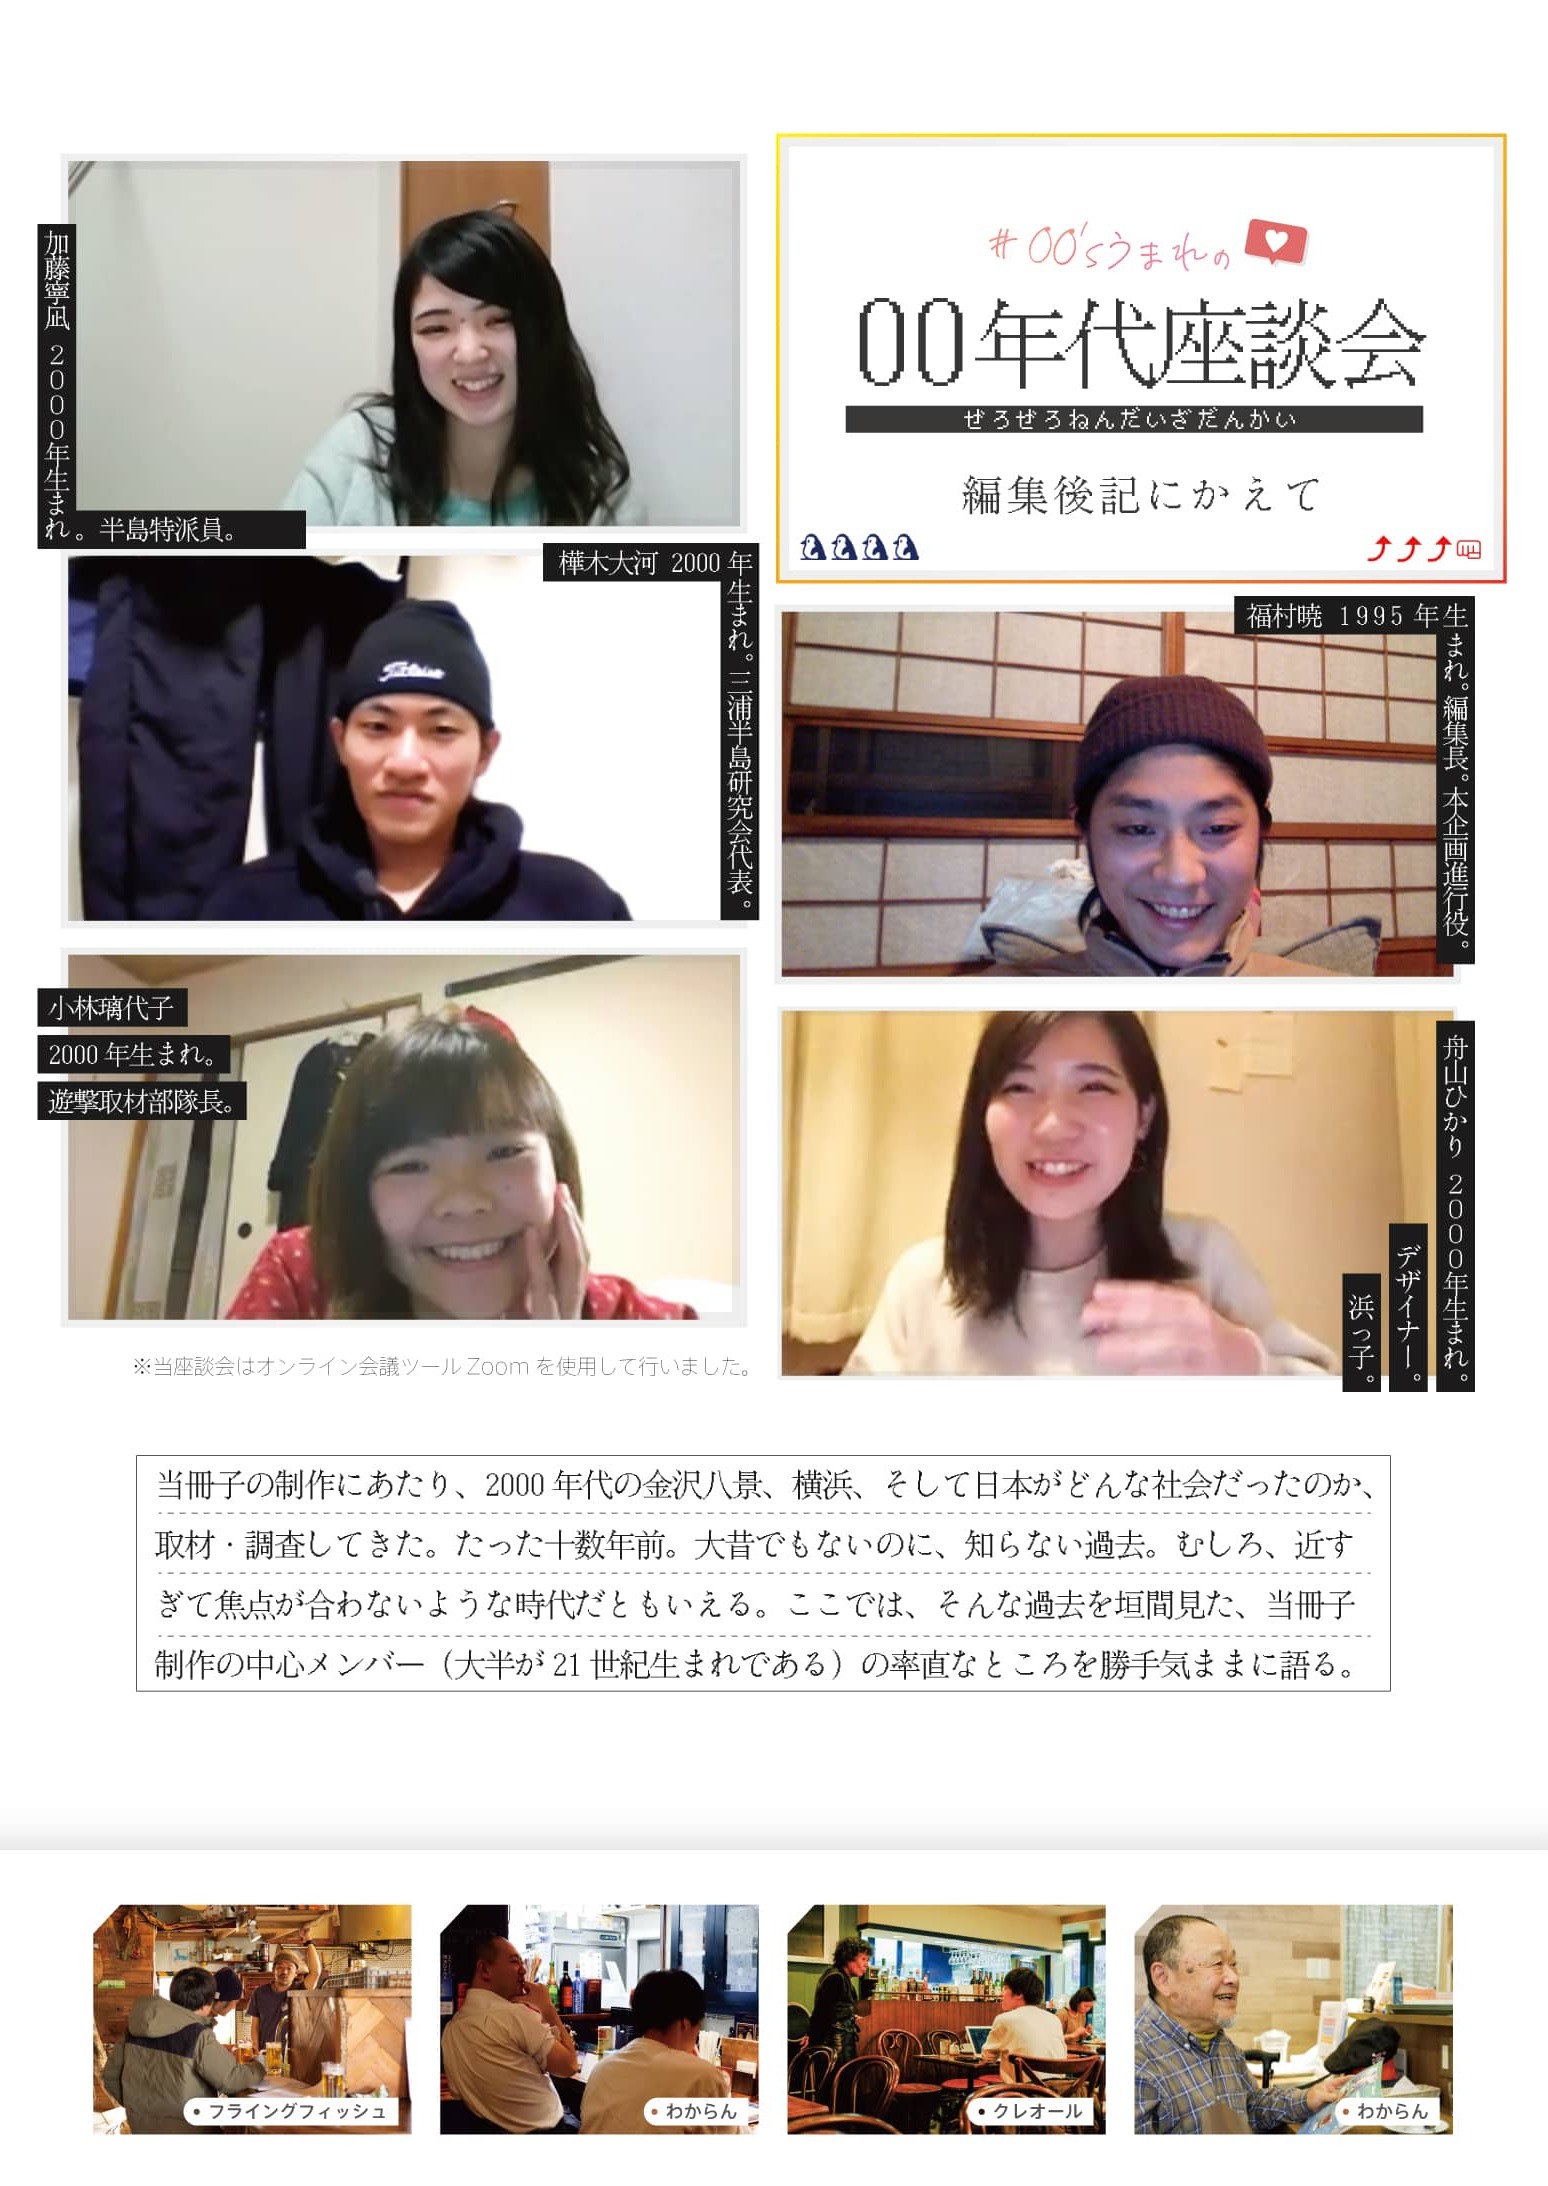 #00'sうまれの
00年代座談会
ぜろぜろねんだいざだんかい
編集後記にかえて
加藤寧凪 2000年生まれ。半島特派員。
樺木大河 2000年生まれ。三浦半島研究会代表。
福村暁 1995年生まれ。編集長。本企画進行役。
小林璃代子
2000年生まれ。
遊撃取材部隊長。
舟山ひかり 2000年生まれ。
デザイナー。
浜っ子。
※当座談会はオンライン会議ツール Zoom を使用して行いました。
当冊子の制作にあたり、2000年代の金沢八景、横浜、そして日本がどんな社会だったのか、
取材・調査してきた。たった十数年前。大昔でもないのに、知らない過去。むしろ、近す
ぎて焦点が合わないような時代だともいえる。ここでは、そんな過去を垣間見た、当冊子
制作の中心メンバー（大半が21世紀生まれである）の率直なところを勝手気ままに語る。
• フライングフィッシュ
• わからん
• クレオール
• わからん